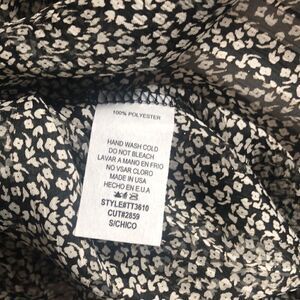 100% POLYESTER
HAND WASH COLD
DO NOT BLEACH
LAVAR A MANO EN FRIO
NO VSAR CLORO
MADE IN USA
HECHO EN E.U.A
STYLE#TT3610
CUT#2859
S/CHICO